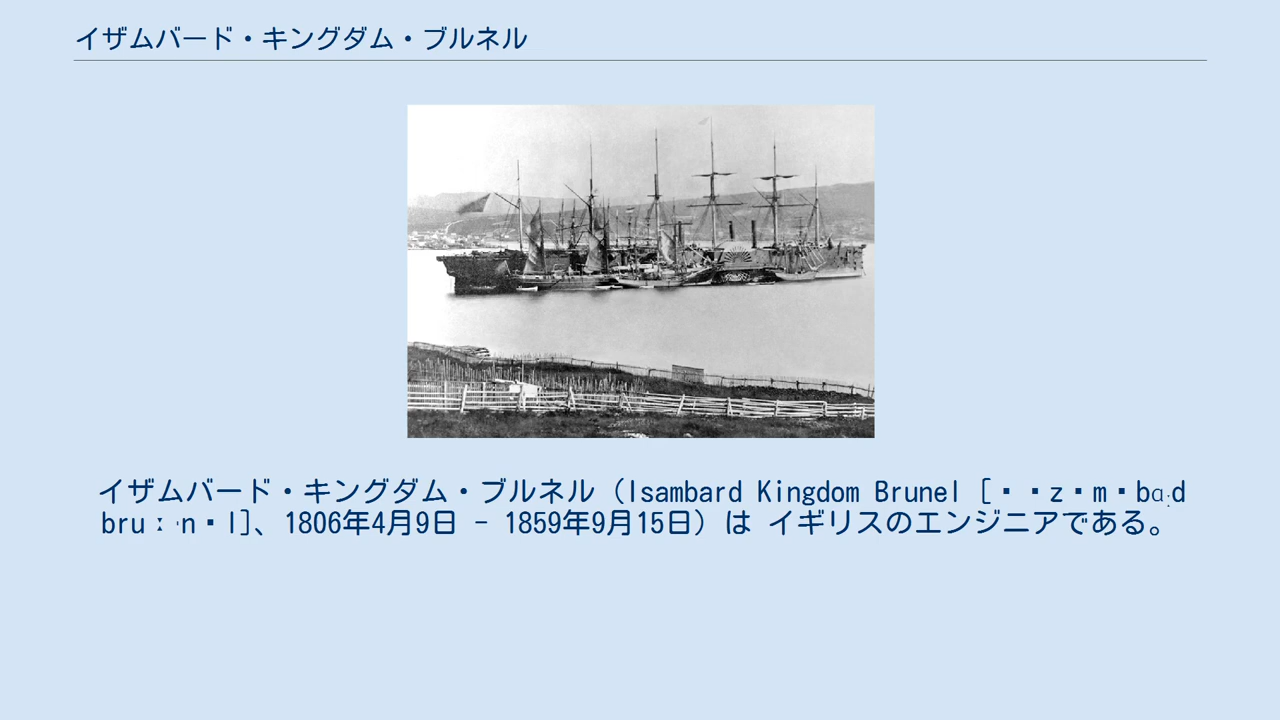 イザムバード・キングダム・ブルネル
イザムバード・キングダム・ブルネル（Isambard Kingdom Brunel [・・z・m・bɑːd
bruːˈn・l]、1806年4月9日 - 1859年9月15日）は イギリスのエンジニアである。